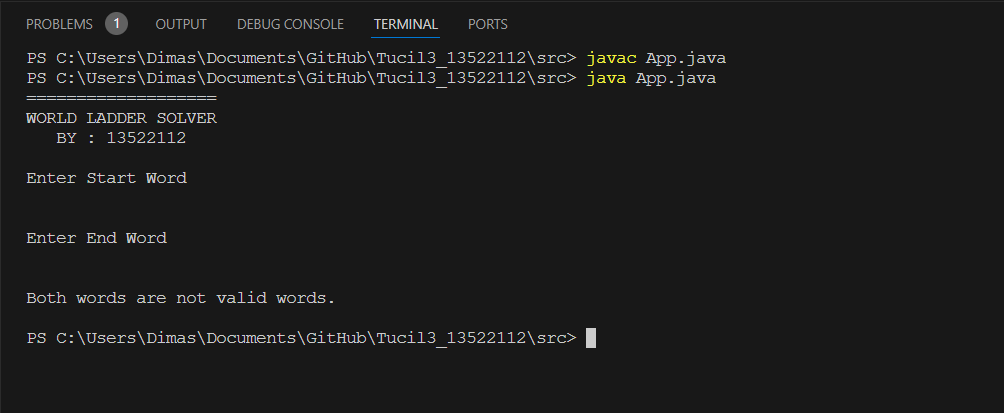 PROBLEMS 1 OUTPUT DEBUG CONSOLE TERMINAL PORTS
PS C:\Users\Dimas\Documents\GitHub\Tucil3_13522112\src> javac App.java
PS C:\Users\Dimas\Documents\GitHub\Tucil3_13522112\src> java App.java
===================
WORLD LADDER SOLVER
BY : 13522112
Enter Start Word
Enter End Word
Both words are not valid words.
PS C:\Users\Dimas\Documents\GitHub\Tucil3_13522112\src>